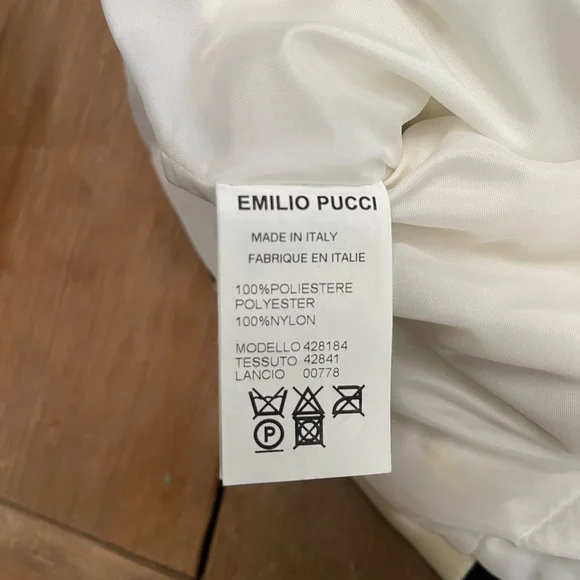 EMILIO PUCCI
MADE IN ITALY
FABRIQUE EN ITALIE
100%POLIESTERE
POLYESTER
100%NYLON
MODELLO 428184
TESSUTO 42841
LANCIO 00778
P